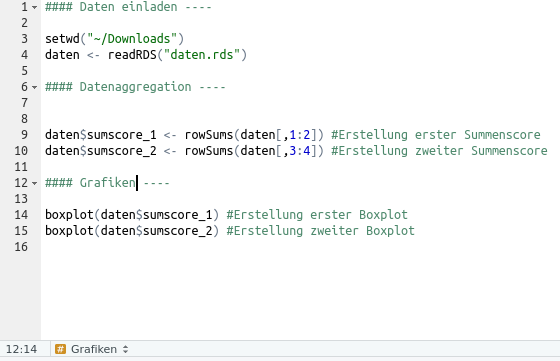 1 #### Daten einladen ----
2
3 setwd("~/Downloads")
4 daten <- readRDS("daten.rds")
5
6 #### Datenaggregation ----
7
8
9 daten$sumscore_1 <- rowSums(daten[,1:2]) #Erstellung erster Summenscore
10 daten$sumscore_2 <- rowSums(daten[,3:4]) #Erstellung zweiter Summenscore
11
12 #### Grafiken ----
13
14 boxplot(daten$sumscore_1) #Erstellung erster Boxplot
15 boxplot(daten$sumscore_2) #Erstellung zweiter Boxplot
16
12:14 # Grafiken